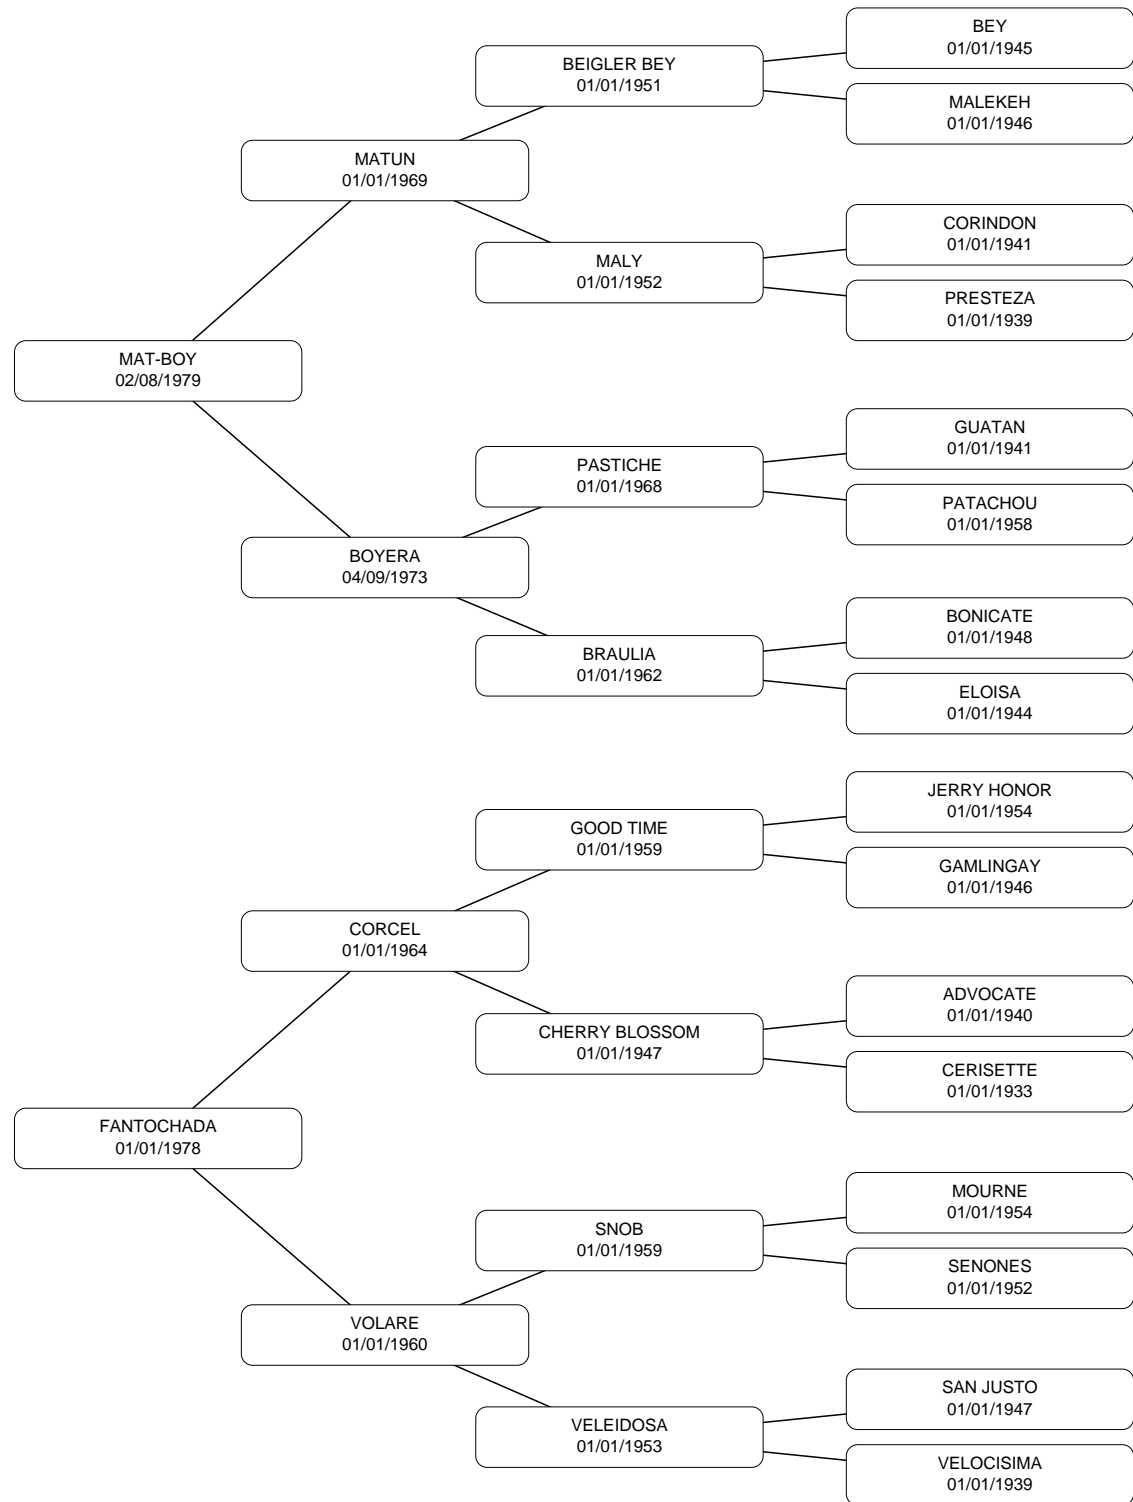 BEY
01/01/1945
BEIGLER BEY
01/01/1951
MALEKEH
01/01/1946
MATUN
01/01/1969
CORINDON
01/01/1941
MALY
01/01/1952
PRESTEZA
01/01/1939
MAT-BOY
02/08/1979
GUATAN
01/01/1941
PASTICHE
01/01/1968
PATACHOU
01/01/1958
BOYERA
04/09/1973
BONICATE
01/01/1948
BRAULIA
01/01/1962
ELOISA
01/01/1944
JERRY HONOR
01/01/1954
GOOD TIME
01/01/1959
GAMLINGAY
01/01/1946
CORCEL
01/01/1964
ADVOCATE
01/01/1940
CHERRY BLOSSOM
01/01/1947
CERISETTE
01/01/1933
FANTOCHADA
01/01/1978
MOURNE
01/01/1954
SNOB
01/01/1959
SENONES
01/01/1952
VOLARE
01/01/1960
SAN JUSTO
01/01/1947
VELEIDOSA
01/01/1953
VELOCISIMA
01/01/1939